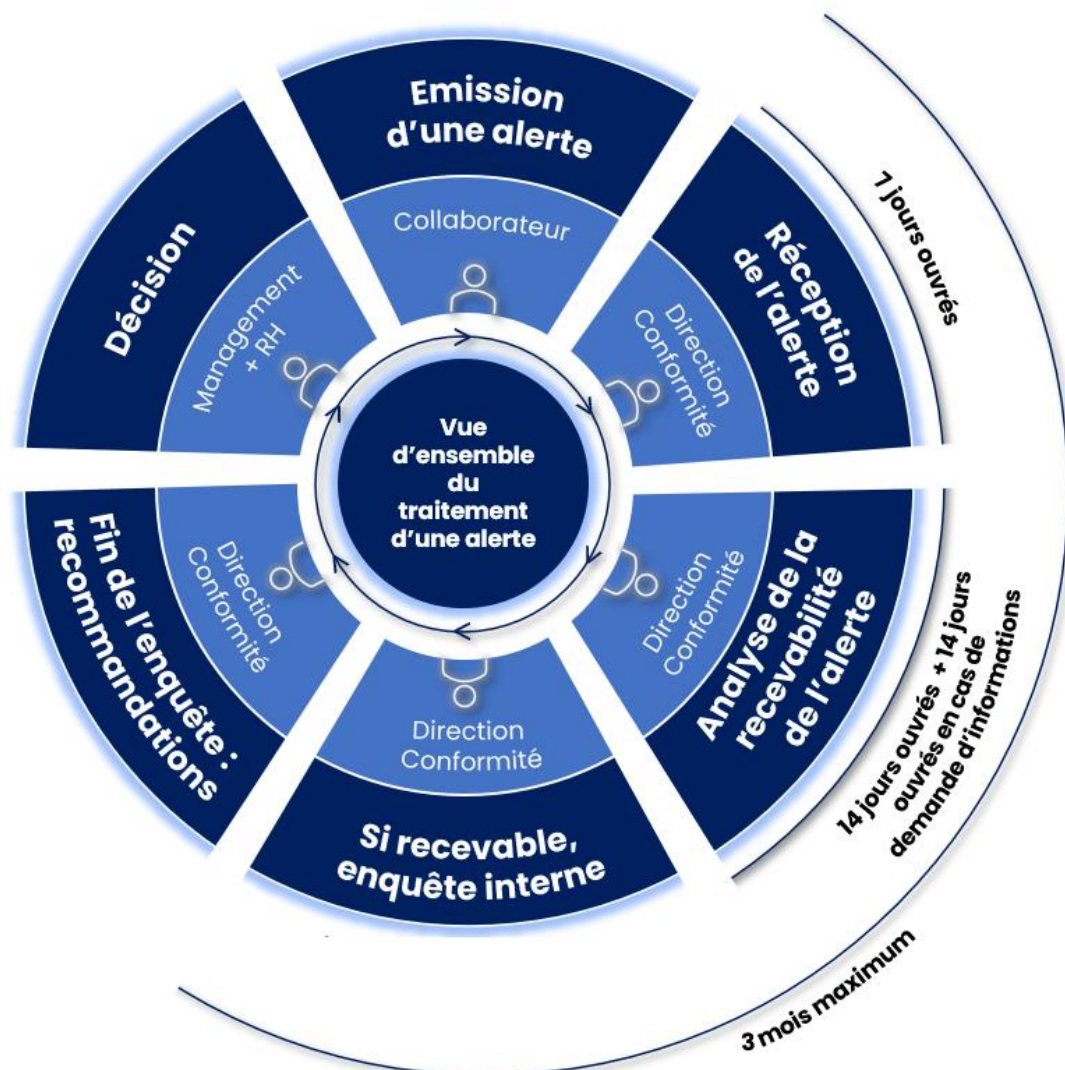 Emission
d'une alerte
Collaborateur
Réception
de l'alerte
Direction
Conformité
7 jours ouvrés
Analyse de la
recevabilité
de l'alerte
Direction
Conformité
14 jours ouvrés + 14 jours
ouvrés en cas de
demande d'informations
Si recevable,
enquête interne
Direction
Conformité
3 mois maximum
Fin de l'enquête :
recommandations
Direction
Conformité
Décision
Management
+ RH
Vue
d'ensemble
du
traitement
d'une alerte